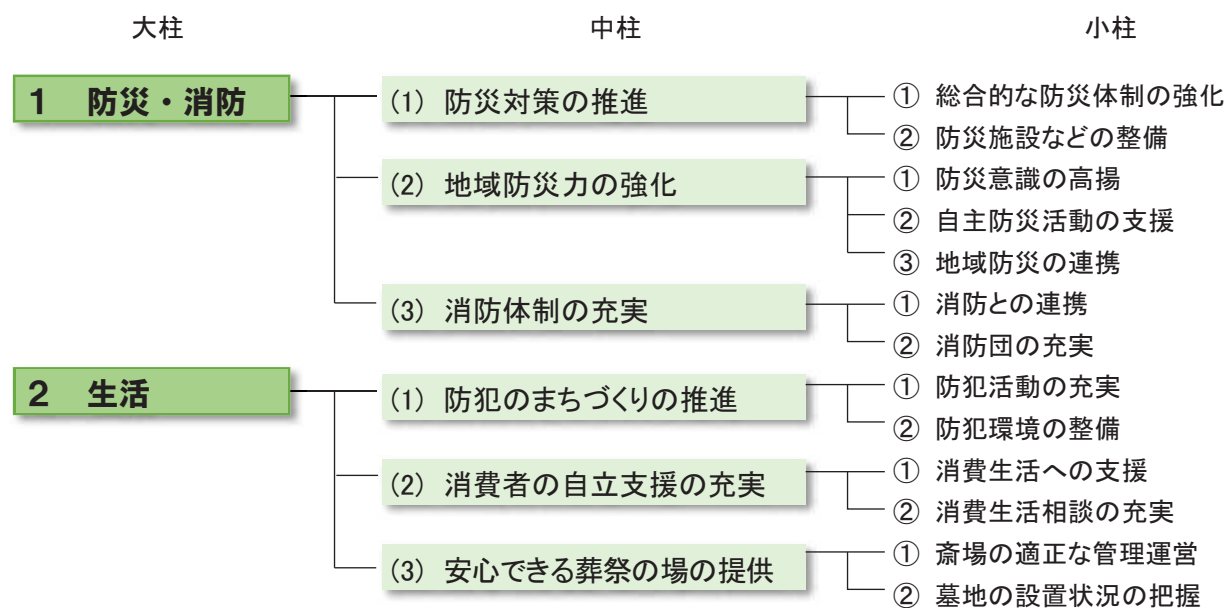 大柱 中柱 小柱
1 防災・消防 (1) 防災対策の推進 ① 総合的な防災体制の強化
② 防災施設などの整備
(2) 地域防災力の強化 ① 防災意識の高揚
② 自主防災活動の支援
③ 地域防災の連携
(3) 消防体制の充実 ① 消防との連携
② 消防団の充実
2 生活 (1) 防犯のまちづくりの推進 ① 防犯活動の充実
② 防犯環境の整備
(2) 消費者の自立支援の充実 ① 消費生活への支援
② 消費生活相談の充実
(3) 安心できる葬祭の場の提供 ① 斎場の適正な管理運営
② 墓地の設置状況の把握